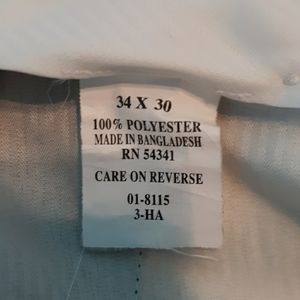 34 X 30
100% POLYESTER
MADE IN BANGLADESH
RN 54341
CARE ON REVERSE
01-8115
3-HA